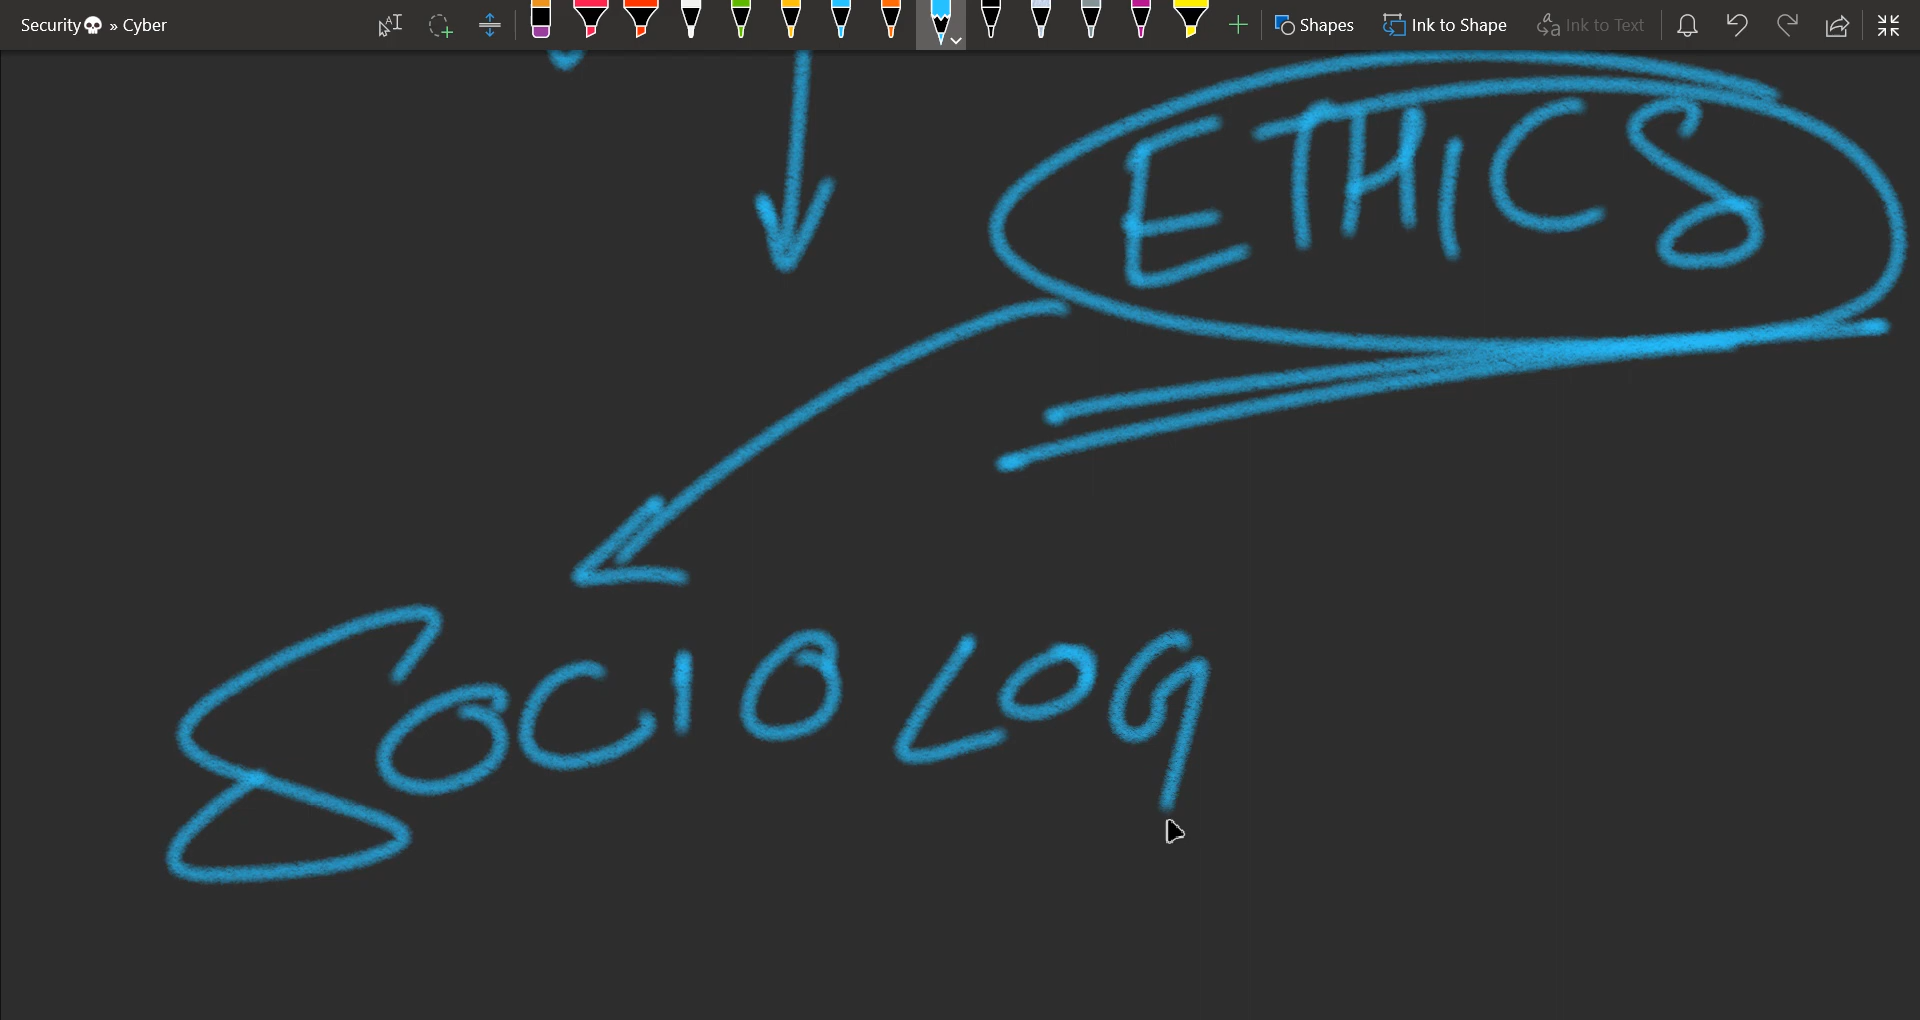 Security💀 » Cyber
Shapes Ink to Shape Ink to Text
ETHICS
SOCIOLOG